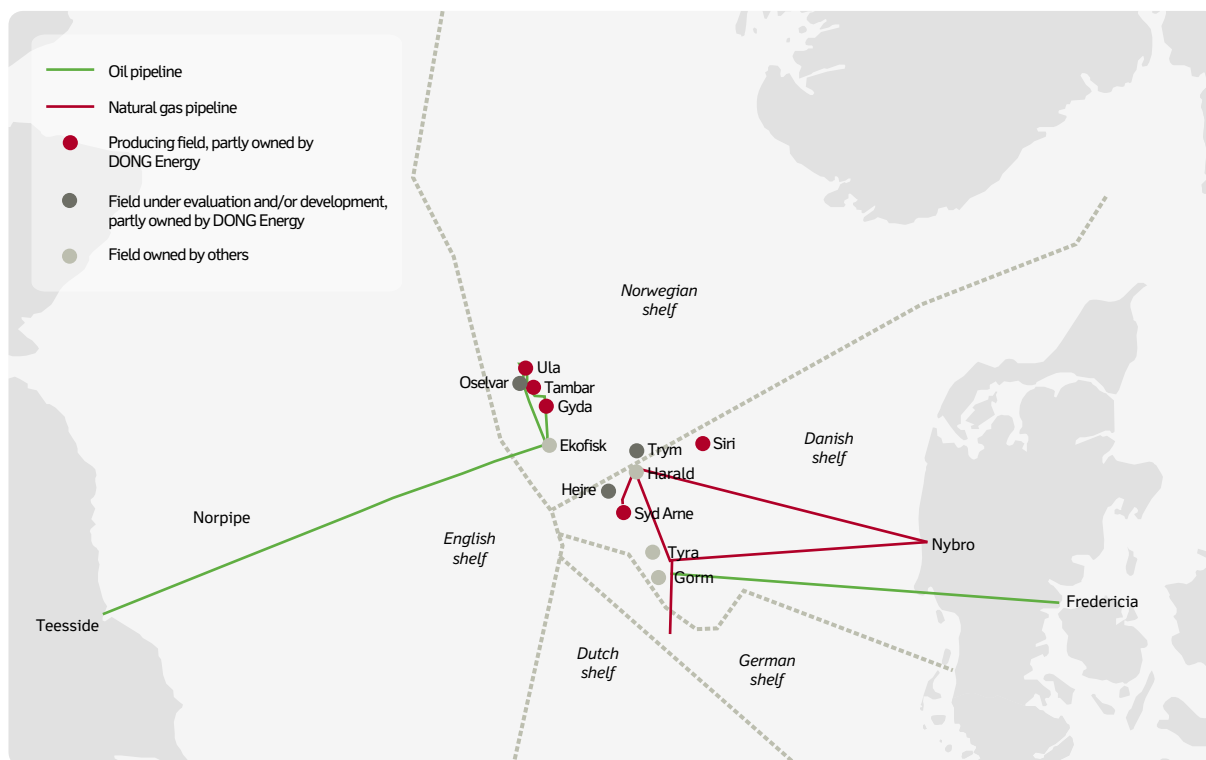 Oil pipeline
Natural gas pipeline
Producing field, partly owned by
DONG Energy
Field under evaluation and/or development,
partly owned by DONG Energy
Field owned by others
Norwegian
shelf
Ula
Oselvar
Tambar
Gyda
Ekofisk
Trym
Siri
Danish
shelf
Harald
Hejre
Syd Arne
Norpipe
English
shelf
Tyra
Nybro
Gorm
Fredericia
Teesside
Dutch
shelf
German
shelf